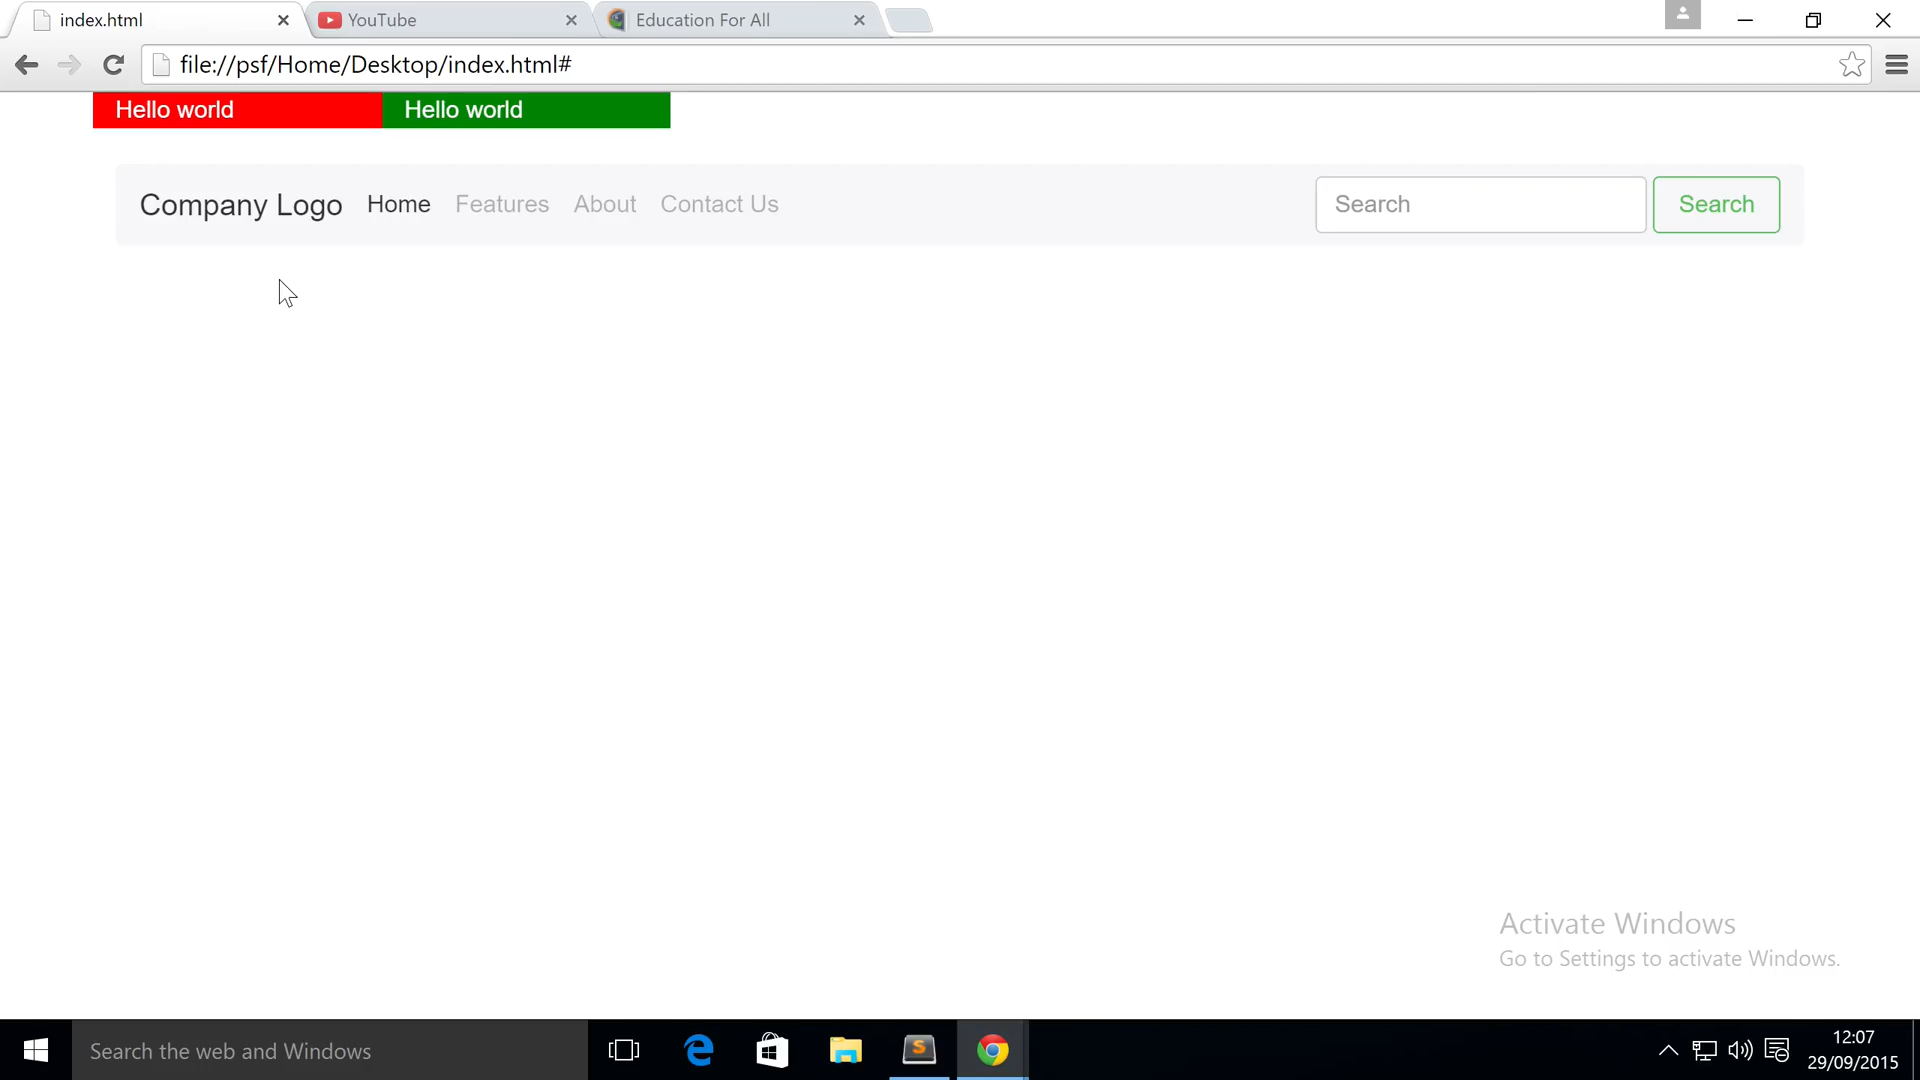 index.html
YouTube
Education For All
file://psf/Home/Desktop/index.html#
Hello world
Hello world
Company Logo
Home
Features
About
Contact Us
Search
Search
Activate Windows
Go to Settings to activate Windows.
Search the web and Windows
12:07
29/09/2015